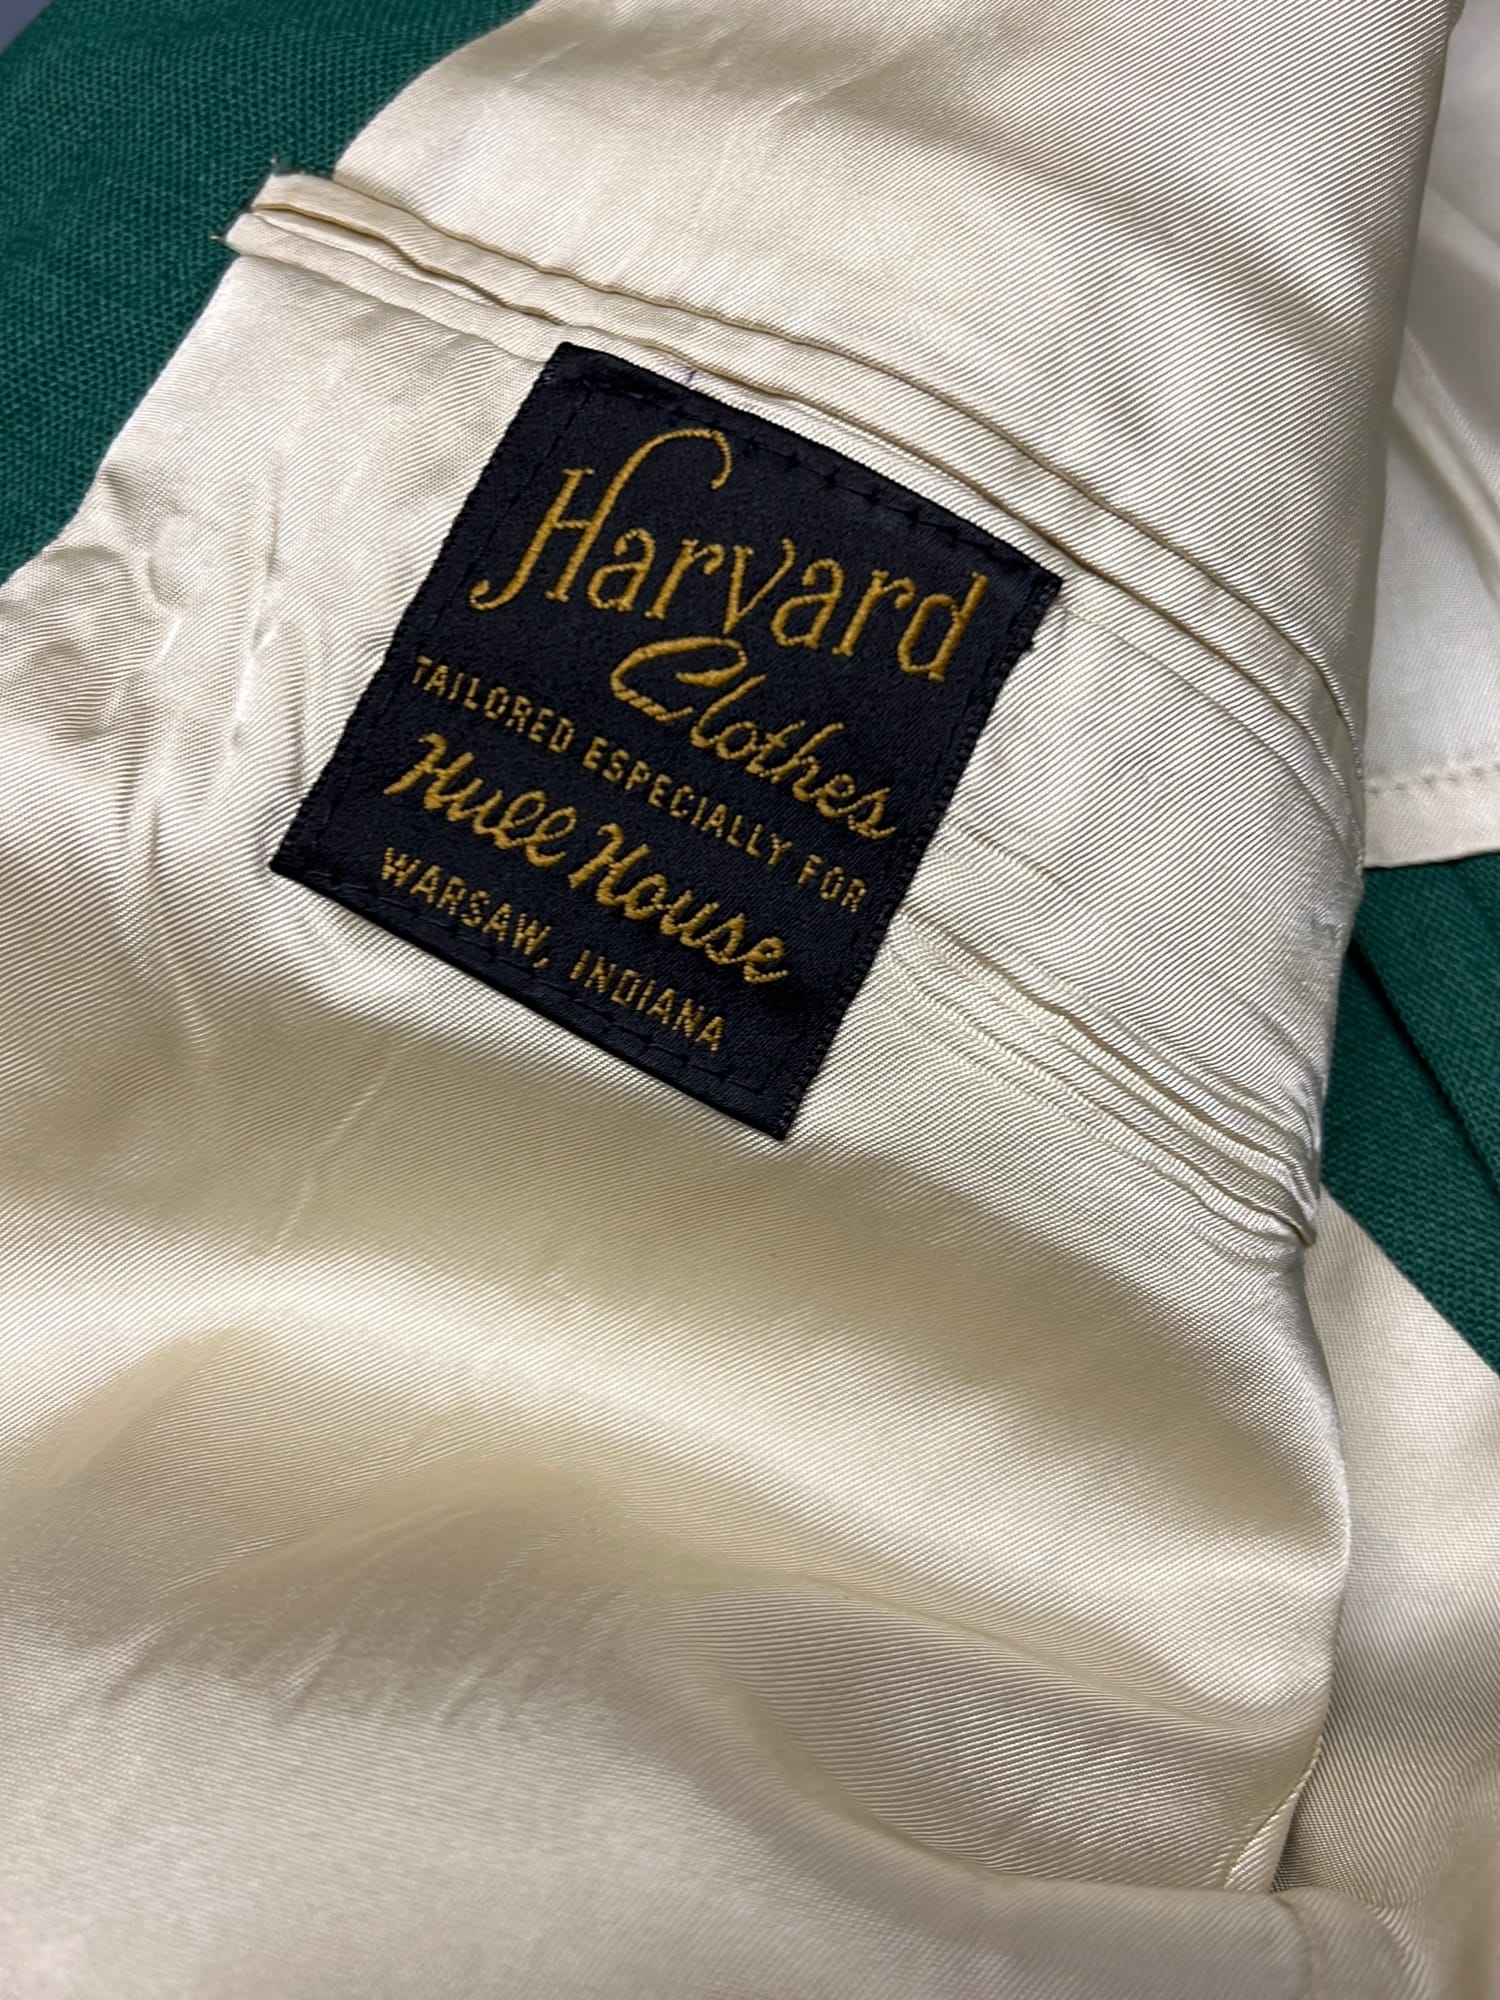 Harvard
Clothes
TAILORED ESPECIALLY FOR
Hull House
WARSAW, INDIANA